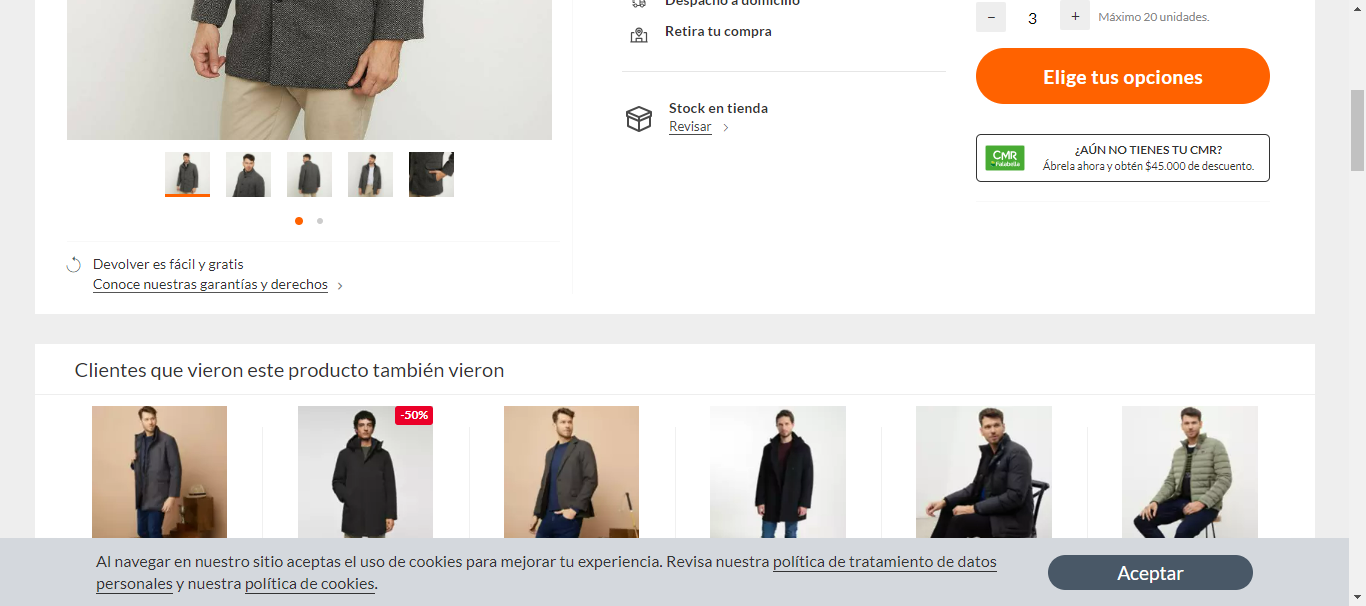 Despacho a domicilio
Retira tu compra
− 3 + Máximo 20 unidades.
Elige tus opciones
Stock en tienda
Revisar
CMR
Falabella
¿AÚN NO TIENES TU CMR?
Ábrela ahora y obtén $45.000 de descuento.
Devolver es fácil y gratis
Conoce nuestras garantías y derechos
Clientes que vieron este producto también vieron
-50%
Al navegar en nuestro sitio aceptas el uso de cookies para mejorar tu experiencia. Revisa nuestra política de tratamiento de datos
personales y nuestra política de cookies.
Aceptar